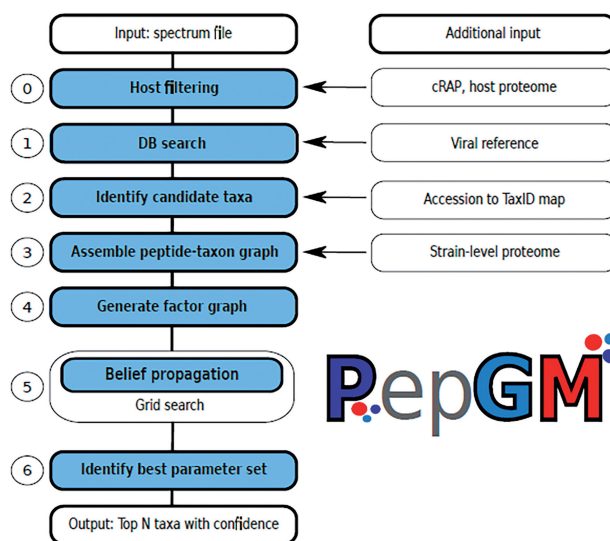 Input: spectrum file
Additional input
0
Host filtering
cRAP, host proteome
1
DB search
Viral reference
2
Identify candidate taxa
Accession to TaxID map
3
Assemble peptide-taxon graph
Strain-level proteome
4
Generate factor graph
5
Belief propagation
Grid search
PepGM
6
Identify best parameter set
Output: Top N taxa with confidence